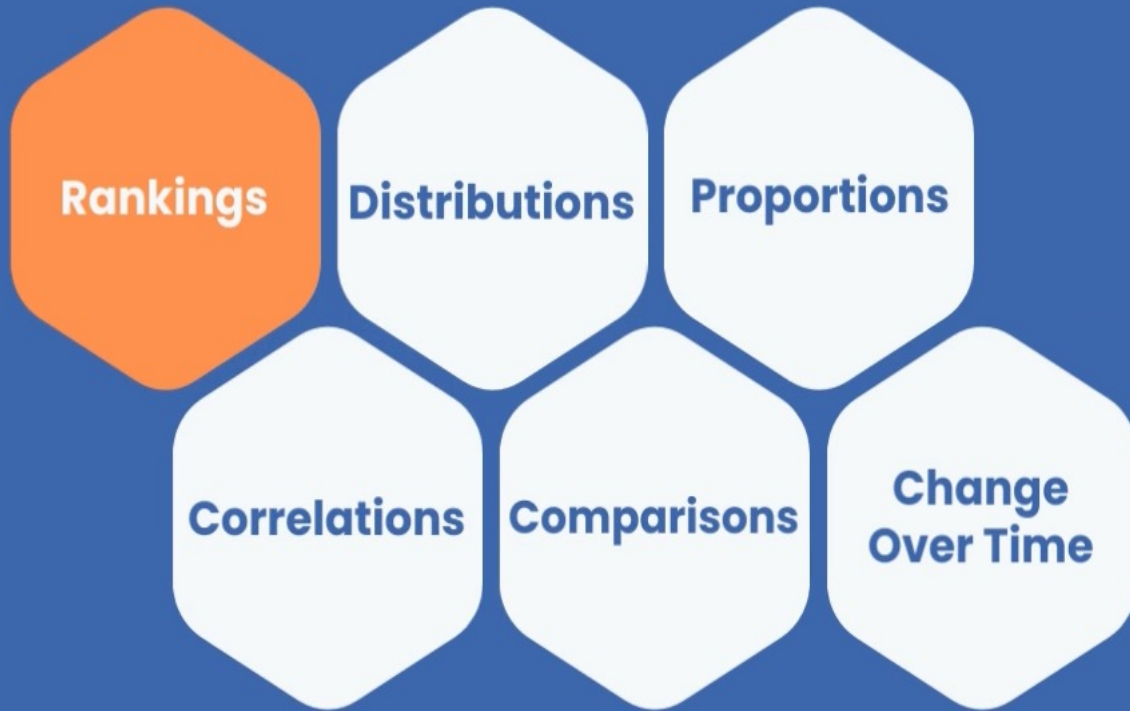 Rankings
Distributions
Proportions
Correlations
Comparisons
Change
Over Time